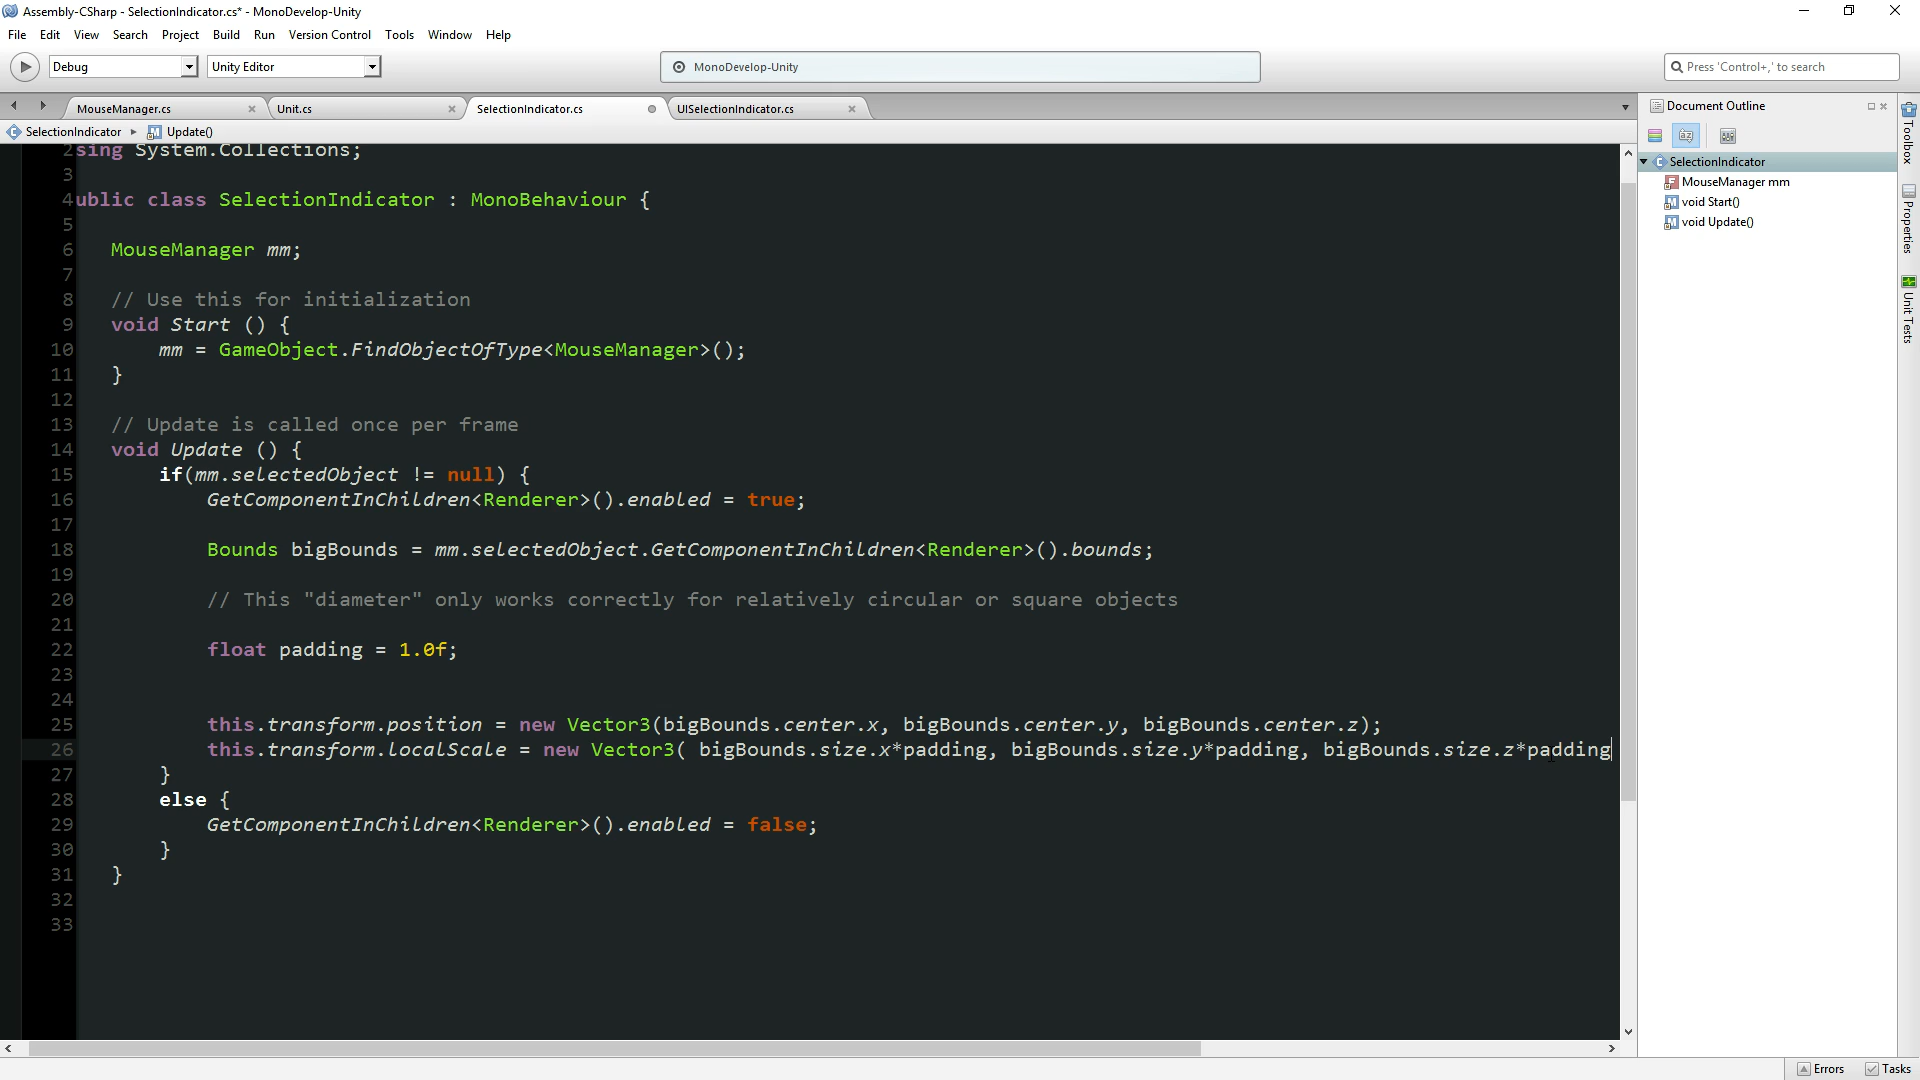 Assembly-CSharp - SelectionIndicator.cs* - MonoDevelop-Unity
File Edit View Search Project Build Run Version Control Tools Window Help
Debug Unity Editor MonoDevelop-Unity Press 'Control+,' to search
MouseManager.cs Unit.cs SelectionIndicator.cs UISelectionIndicator.cs
SelectionIndicator Update()
Document Outline
SelectionIndicator
MouseManager mm
void Start()
void Update()
Toolbox
Properties
Unit Tests
2 sing System.Collections;
3
4 ublic class SelectionIndicator : MonoBehaviour {
5
6 MouseManager mm;
7
8 // Use this for initialization
9 void Start () {
10 mm = GameObject.FindObjectOfType<MouseManager>();
11 }
12
13 // Update is called once per frame
14 void Update () {
15 if(mm.selectedObject != null) {
16 GetComponentInChildren<Renderer>().enabled = true;
17
18 Bounds bigBounds = mm.selectedObject.GetComponentInChildren<Renderer>().bounds;
19
20 // This "diameter" only works correctly for relatively circular or square objects
21
22 float padding = 1.0f;
23
24
25 this.transform.position = new Vector3(bigBounds.center.x, bigBounds.center.y, bigBounds.center.z);
26 this.transform.localScale = new Vector3( bigBounds.size.x*padding, bigBounds.size.y*padding, bigBounds.size.z*padding
27 }
28 else {
29 GetComponentInChildren<Renderer>().enabled = false;
30 }
31 }
32
33
Errors Tasks